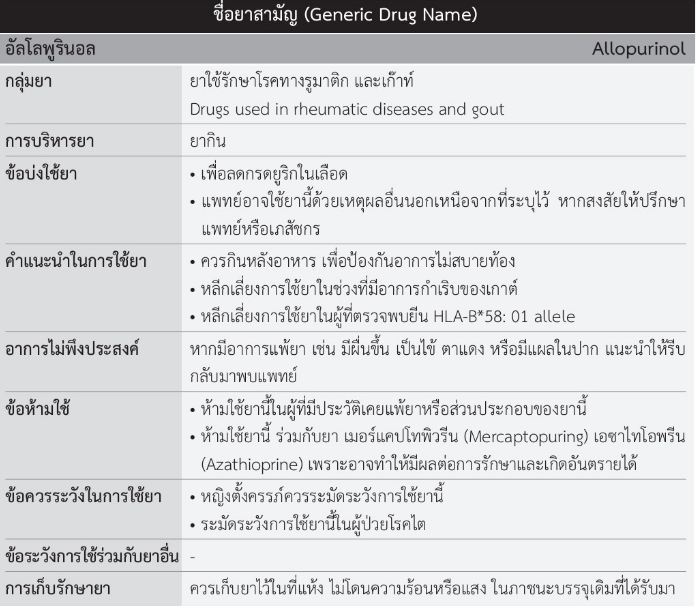 ชื่อยาสามัญ (Generic Drug Name)
อัลโลพูรินอล Allopurinol
กลุ่มยา ยาใช้รักษาโรคทางรูมาติก และเก๊าท์
Drugs used in rheumatic diseases and gout
การบริหารยา ยากิน
ข้อบ่งใช้ยา • เพื่อลดกรดยูริกในเลือด
• แพทย์อาจใช้ยานี้ด้วยเหตุผลอื่นนอกเหนือจากที่ระบุไว้ หากสงสัยให้ปรึกษา
แพทย์หรือเภสัชกร
คำแนะนำในการใช้ยา • ควรกินหลังอาหาร เพื่อป้องกันอาการไม่สบายท้อง
• หลีกเลี่ยงการใช้ยาในช่วงที่มีอาการกำเริบของเกาต์
• หลีกเลี่ยงการใช้ยาในผู้ที่ตรวจพบยีน HLA-B*58: 01 allele
อาการไม่พึงประสงค์ หากมีอาการแพ้ยา เช่น มีผื่นขึ้น เป็นไข้ ตาแดง หรือมีแผลในปาก แนะนำให้รีบ
กลับมาพบแพทย์
ข้อห้ามใช้ • ห้ามใช้ยานี้ในผู้ที่มีประวัติเคยแพ้ยาหรือส่วนประกอบของยานี้
• ห้ามใช้ยานี้ ร่วมกับยา เมอร์แคปโทพิวรีน (Mercaptopuring) เอซาไทโอพรีน
(Azathioprine) เพราะอาจทำให้มีผลต่อการรักษาและเกิดอันตรายได้
ข้อควรระวังในการใช้ยา • หญิงตั้งครรภ์ควรระมัดระวังการใช้ยานี้
• ระมัดระวังการใช้ยานี้ในผู้ป่วยโรคไต
ข้อระวังการใช้ร่วมกับยาอื่น -
การเก็บรักษายา ควรเก็บยาไว้ในที่แห้ง ไม่โดนความร้อนหรือแสง ในภาชนะบรรจุเดิมที่ได้รับมา